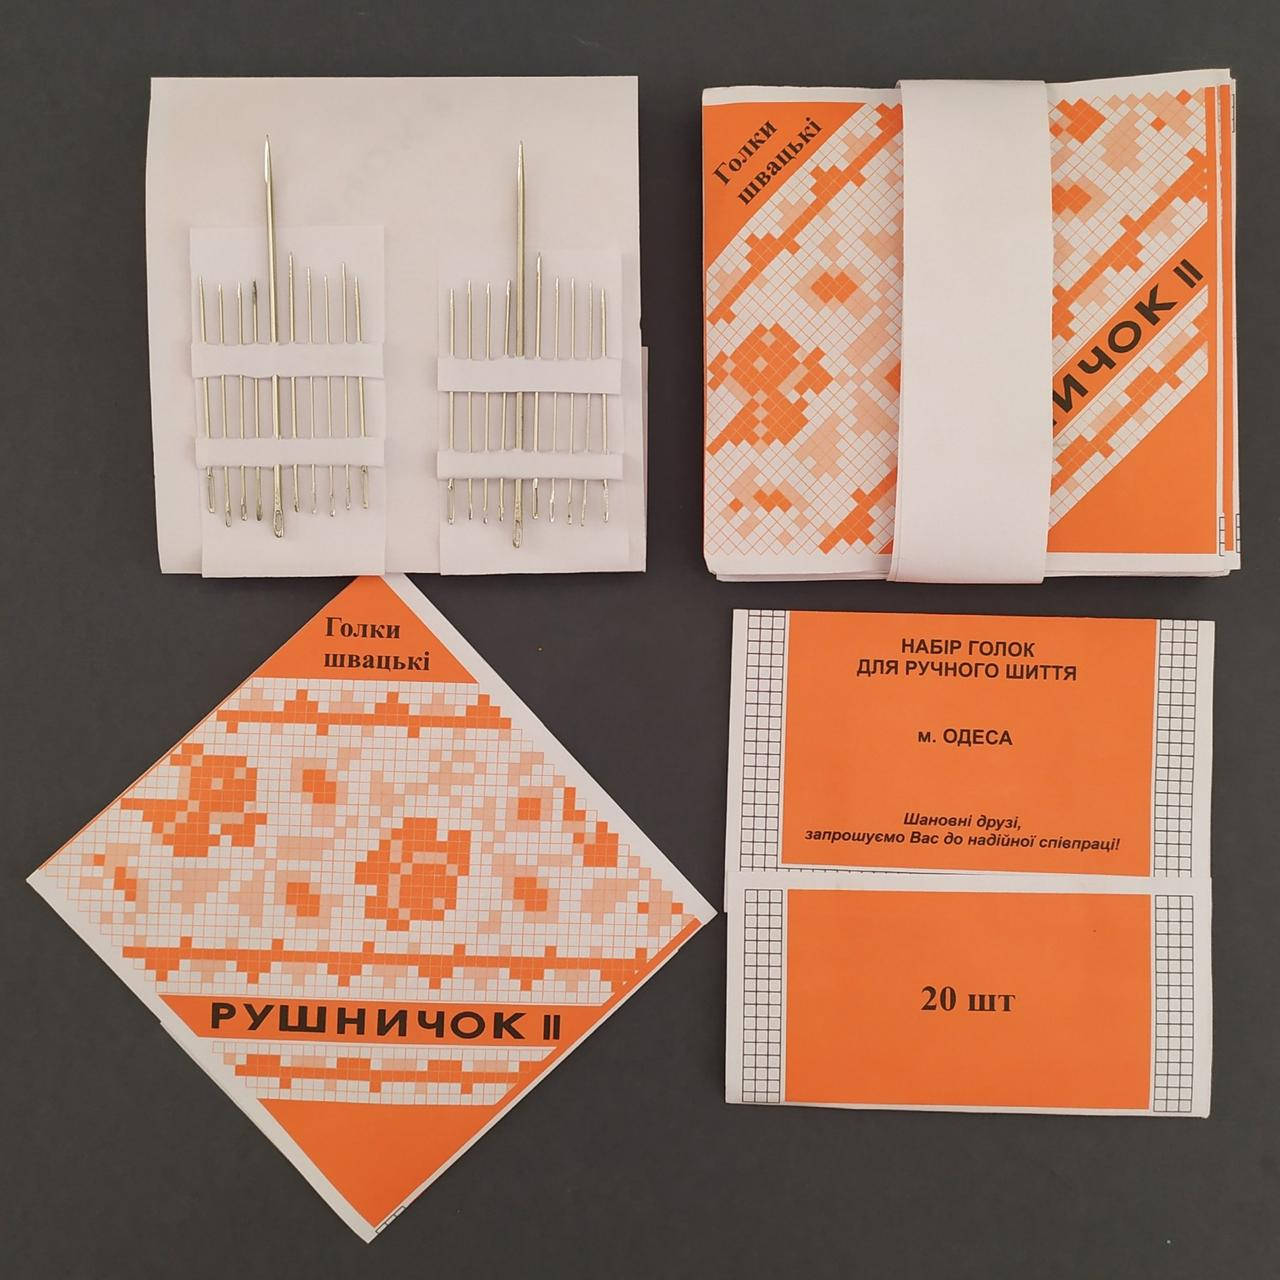 Голки
швацькі
ИЧОК II
Голки
швацькі
РУШНИЧОК II
НАБІР ГОЛОК
ДЛЯ РУЧНОГО ШИТТЯ
м. ОДЕСА
Шановні друзі,
запрошуємо Вас до надійної співпраці!
20 шт